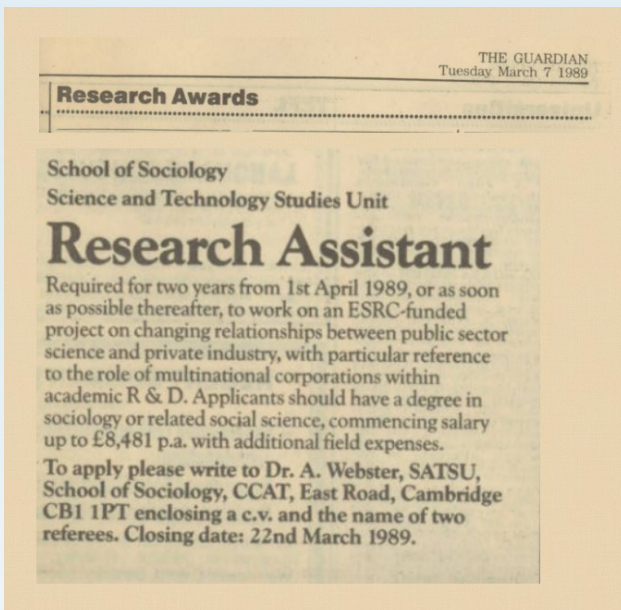 THE GUARDIAN
Tuesday March 7 1989
Research Awards
School of Sociology
Science and Technology Studies Unit
Research Assistant
Required for two years from 1st April 1989, or as soon
as possible thereafter, to work on an ESRC-funded
project on changing relationships between public sector
science and private industry, with particular reference
to the role of multinational corporations within
academic R & D. Applicants should have a degree in
sociology or related social science, commencing salary
up to £8,481 p.a. with additional field expenses.
To apply please write to Dr. A. Webster, SATSU,
School of Sociology, CCAT, East Road, Cambridge
CB1 1PT enclosing a c.v. and the name of two
referees. Closing date: 22nd March 1989.